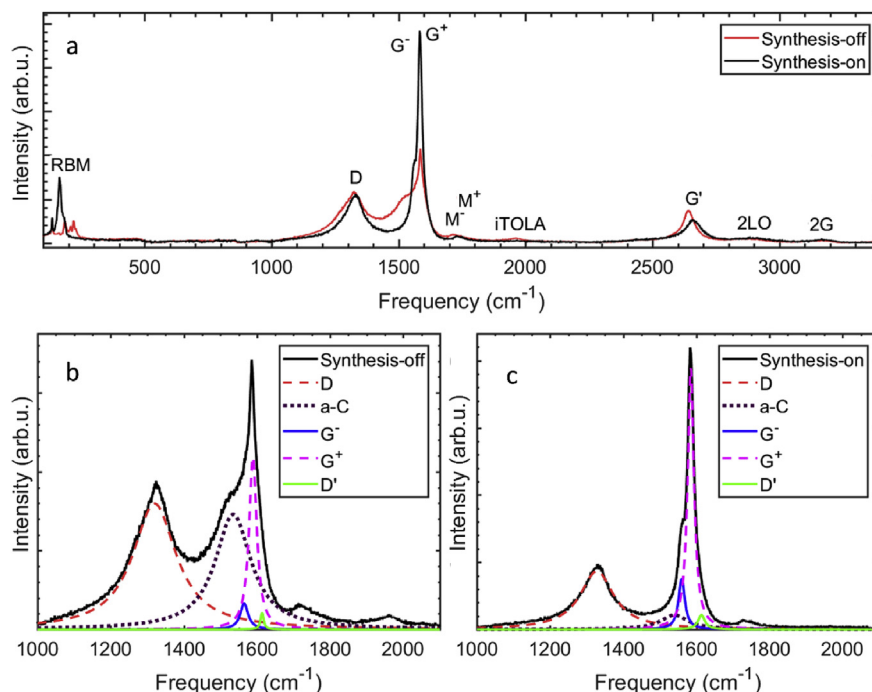 a
G⁻
G⁺
Synthesis-off
Synthesis-on
Intensity (arb.u.)
RBM
D
M⁻
M⁺
iTOLA
G'
2LO
2G
500 1000 1500 2000 2500 3000
Frequency (cm⁻¹)
b
Synthesis-off
D
a-C
G⁻
G⁺
D'
Intensity (arb.u.)
1000 1200 1400 1600 1800 2000
Frequency (cm⁻¹)
c
Synthesis-on
D
a-C
G⁻
G⁺
D'
Intensity (arb.u.)
1000 1200 1400 1600 1800 2000
Frequency (cm⁻¹)